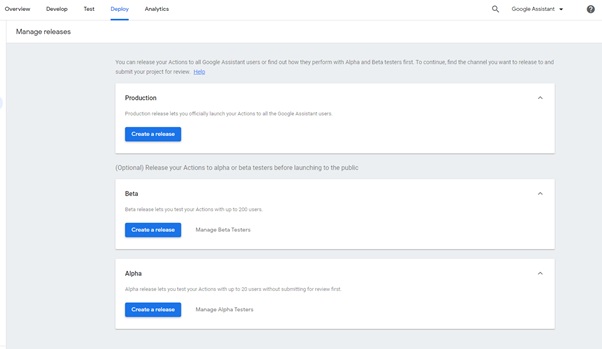 Overview Develop Test Deploy Analytics Google Assistant
Manage releases
You can release your Actions to all Google Assistant users or find out how they perform with Alpha and Beta testers first. To continue, find the channel you want to release to and
submit your project for review. Help
Production
Production release lets you officially launch your Actions to all the Google Assistant users.
Create a release
(Optional) Release your Actions to alpha or beta testers before launching to the public
Beta
Beta release lets you test your Actions with up to 200 users.
Create a release Manage Beta Testers
Alpha
Alpha release lets you test your Actions with up to 20 users without submitting for review first.
Create a release Manage Alpha Testers